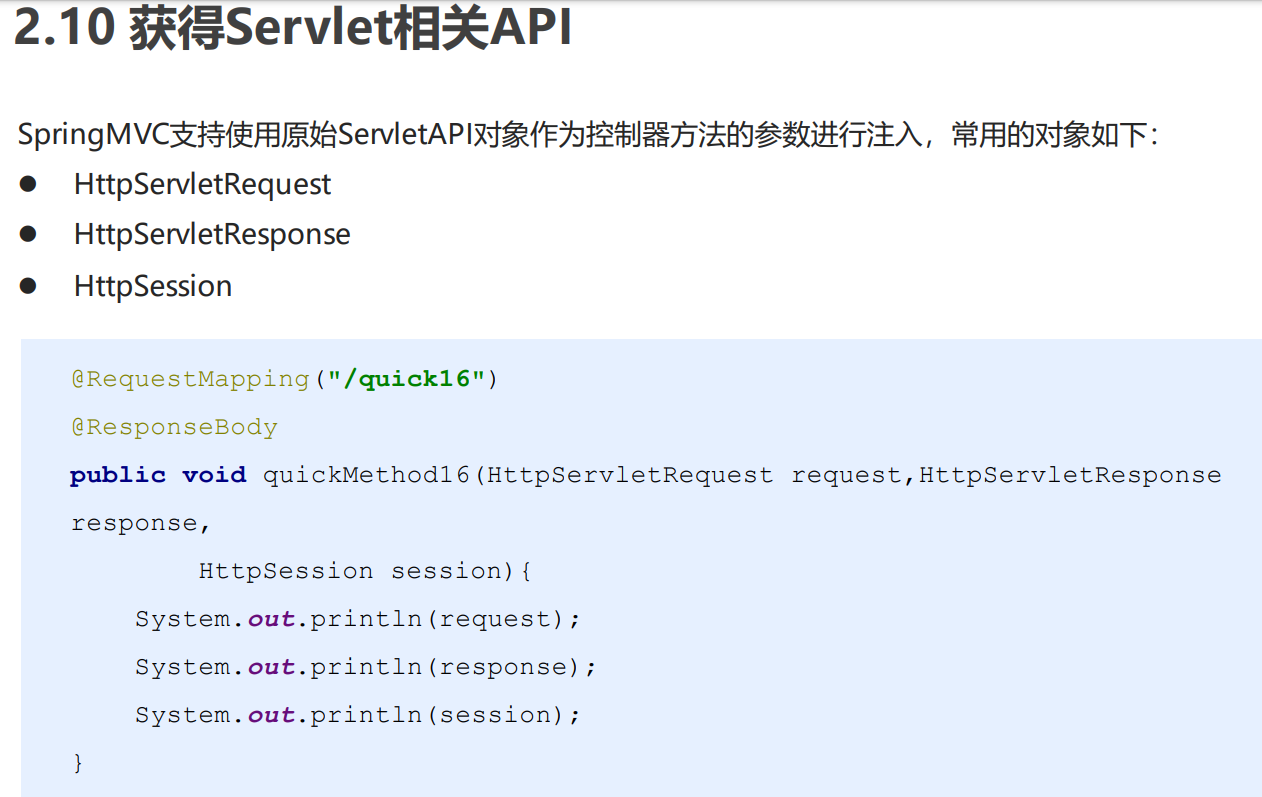 2.10 获得Servlet相关API
SpringMVC支持使用原始ServletAPI对象作为控制器方法的参数进行注入，常用的对象如下：
● HttpServletRequest
● HttpServletResponse
● HttpSession
@RequestMapping("/quick16")
@ResponseBody
public void quickMethod16(HttpServletRequest request,HttpServletResponse
response,
HttpSession session){
System.out.println(request);
System.out.println(response);
System.out.println(session);
}